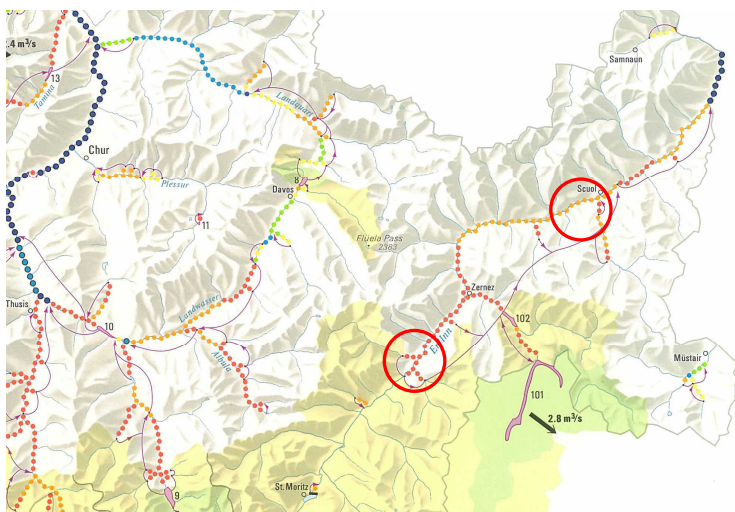 .4 m³/s
Samnaun
13
Tamina
Landquart
Chur
Plessur
8
Davos
Scuol
11
Flüela Pass
2383
Zernez
Thusis
Landwasser
10
102
En
Inn
Albula
Müstair
101
2.8 m³/s
St. Moritz
9